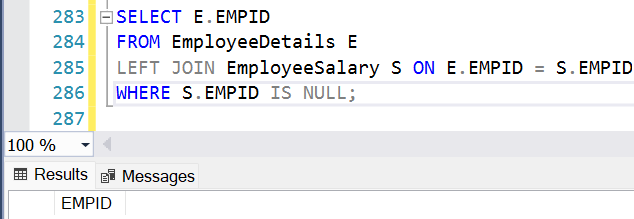 283 SELECT E.EMPID
284 FROM EmployeeDetails E
285 LEFT JOIN EmployeeSalary S ON E.EMPID = S.EMPID
286 WHERE S.EMPID IS NULL;
287
100 %
Results Messages
EMPID